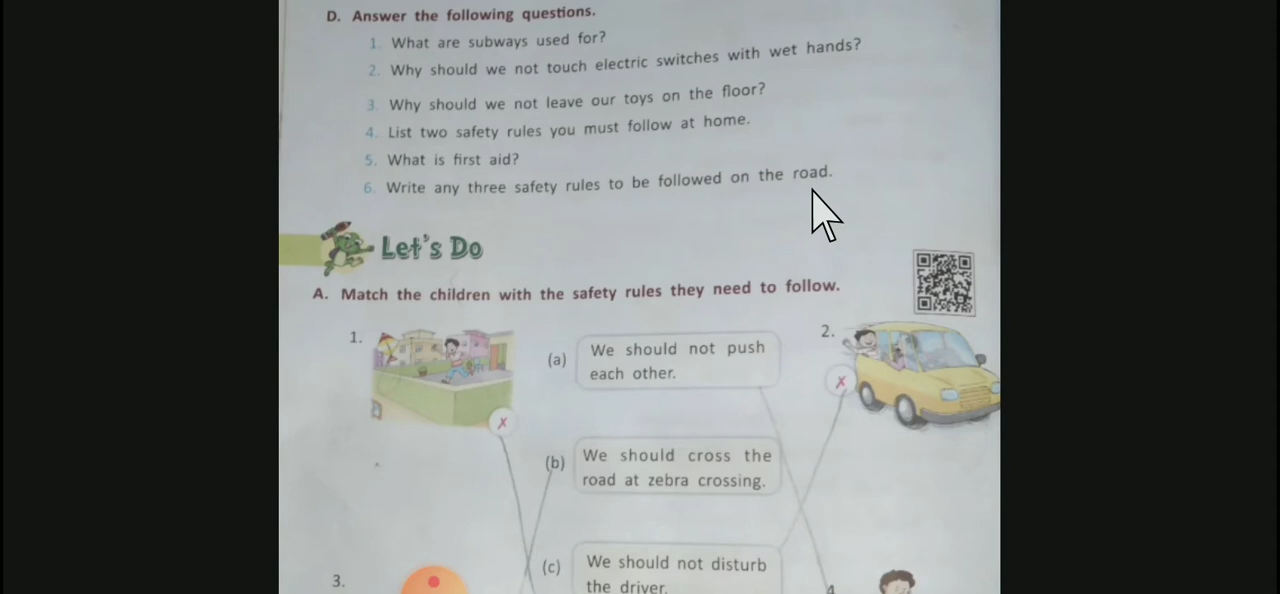 D. Answer the following questions.
1. What are subways used for?
2. Why should we not touch electric switches with wet hands?
3. Why should we not leave our toys on the floor?
4. List two safety rules you must follow at home.
5. What is first aid?
6. Write any three safety rules to be followed on the road.
Let's Do
A. Match the children with the safety rules they need to follow.
1.
(a) We should not push
each other.
2.
x
x
(b) We should cross the
road at zebra crossing.
(c) We should not disturb
the driver.
3.
4